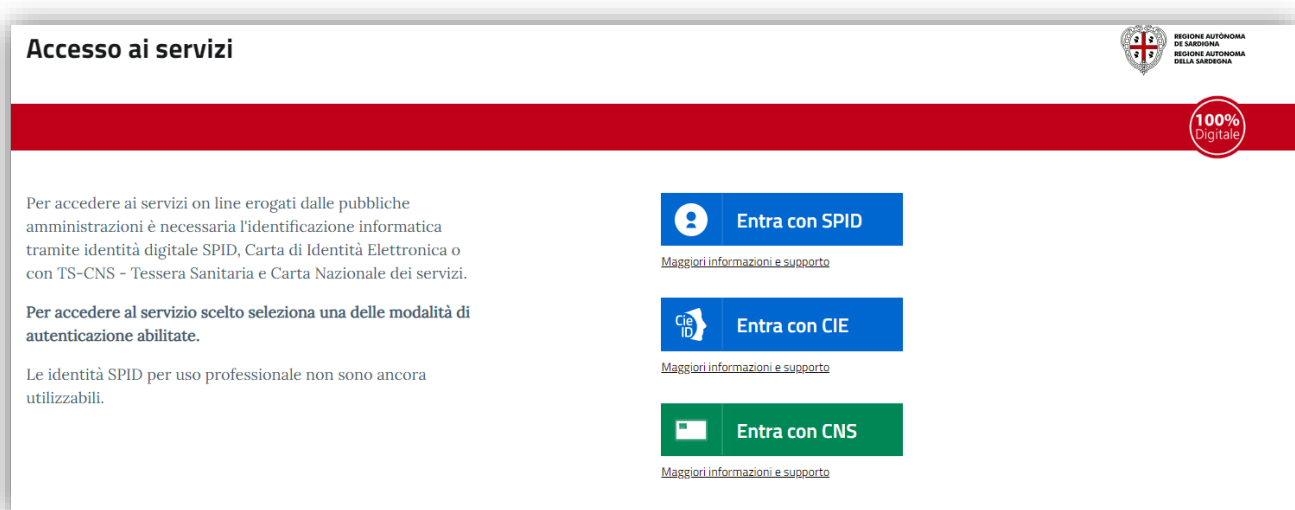 Accesso ai servizi
REGIONE AUTÒNOMA
DE SARDIGNA
REGIONE AUTONOMA
DELLA SARDEGNA
100%
Digitale
Per accedere ai servizi on line erogati dalle pubbliche
amministrazioni è necessaria l'identificazione informatica
tramite identità digitale SPID, Carta di Identità Elettronica o
con TS-CNS - Tessera Sanitaria e Carta Nazionale dei servizi.
Per accedere al servizio scelto seleziona una delle modalità di
autenticazione abilitate.
Le identità SPID per uso professionale non sono ancora
utilizzabili.
Entra con SPID
Maggiori informazioni e supporto
Cie
ID
Entra con CIE
Maggiori informazioni e supporto
Entra con CNS
Maggiori informazioni e supporto